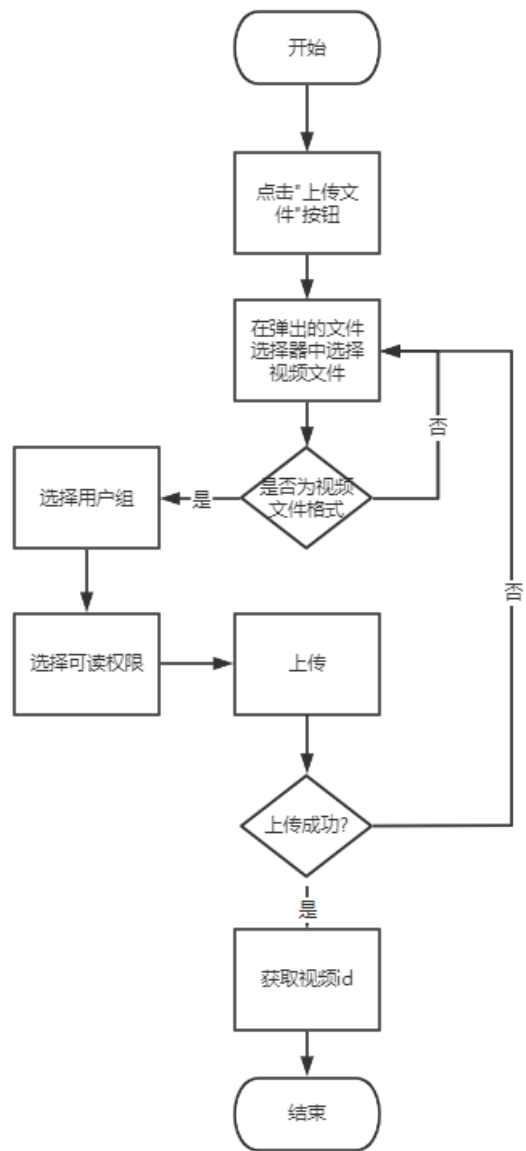 开始
点击"上传文
件"按钮
在弹出的文件
选择器中选择
视频文件
否
是否为视频
文件格式
是
选择用户组
否
选择可读权限
上传
上传成功?
是
获取视频id
结束